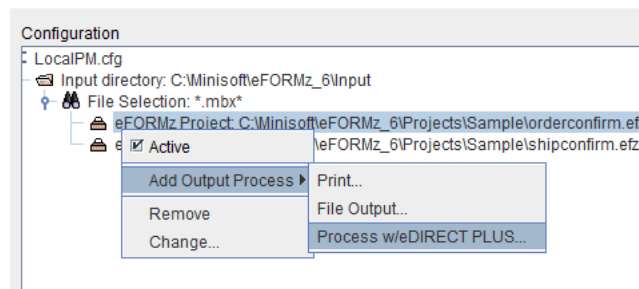 Configuration
LocalPM.cfg
Input directory: C:\Minisoft\eFORMz_6\Input
File Selection: *.mbx*
eFORMz Project: C:\Minisoft\eFORMz_6\Projects\Sample\orderconfirm.ef
e \eFORMz_6\Projects\Sample\shipconfirm.efz
Active
Add Output Process
Print...
Remove
File Output...
Change...
Process w/eDIRECT PLUS...